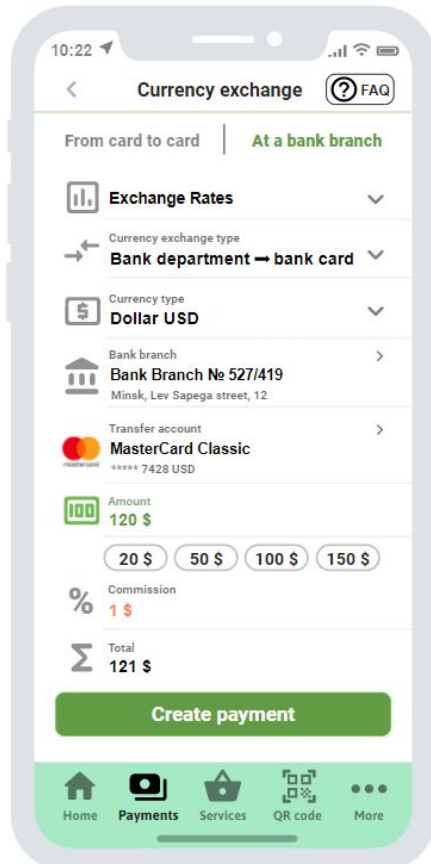 10:22
Currency exchange
? FAQ
From card to card
At a bank branch
Exchange Rates
Currency exchange type
Bank department → bank card
$
Currency type
Dollar USD
Bank branch
Bank Branch № 527/419
Minsk, Lev Sapega street, 12
Transfer account
MasterCard Classic
mastercard
***** 7428 USD
100
Amount
120 $
20 $
50 $
100 $
150 $
%
Commission
1 $
Σ
Total
121 $
Create payment
Home
Payments
Services
QR code
More